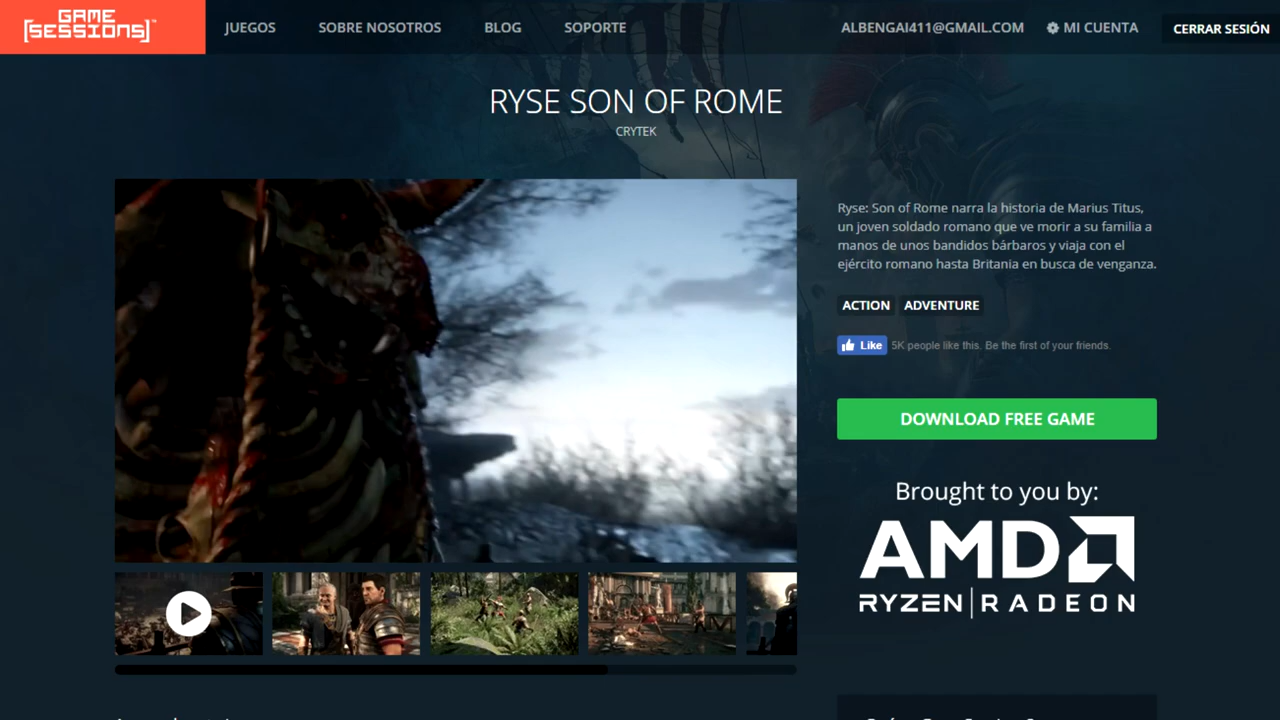 GAME
[SESSIONS]™
JUEGOS
SOBRE NOSOTROS
BLOG
SOPORTE
ALBENGAI411@GMAIL.COM
MI CUENTA
CERRAR SESIÓN
RYSE SON OF ROME
CRYTEK
Ryse: Son of Rome narra la historia de Marius Titus,
un joven soldado romano que ve morir a su familia a
manos de unos bandidos bárbaros y viaja con el
ejército romano hasta Britania en busca de venganza.
ACTION ADVENTURE
Like 5K people like this. Be the first of your friends.
DOWNLOAD FREE GAME
Brought to you by:
AMD
RYZEN | RADEON